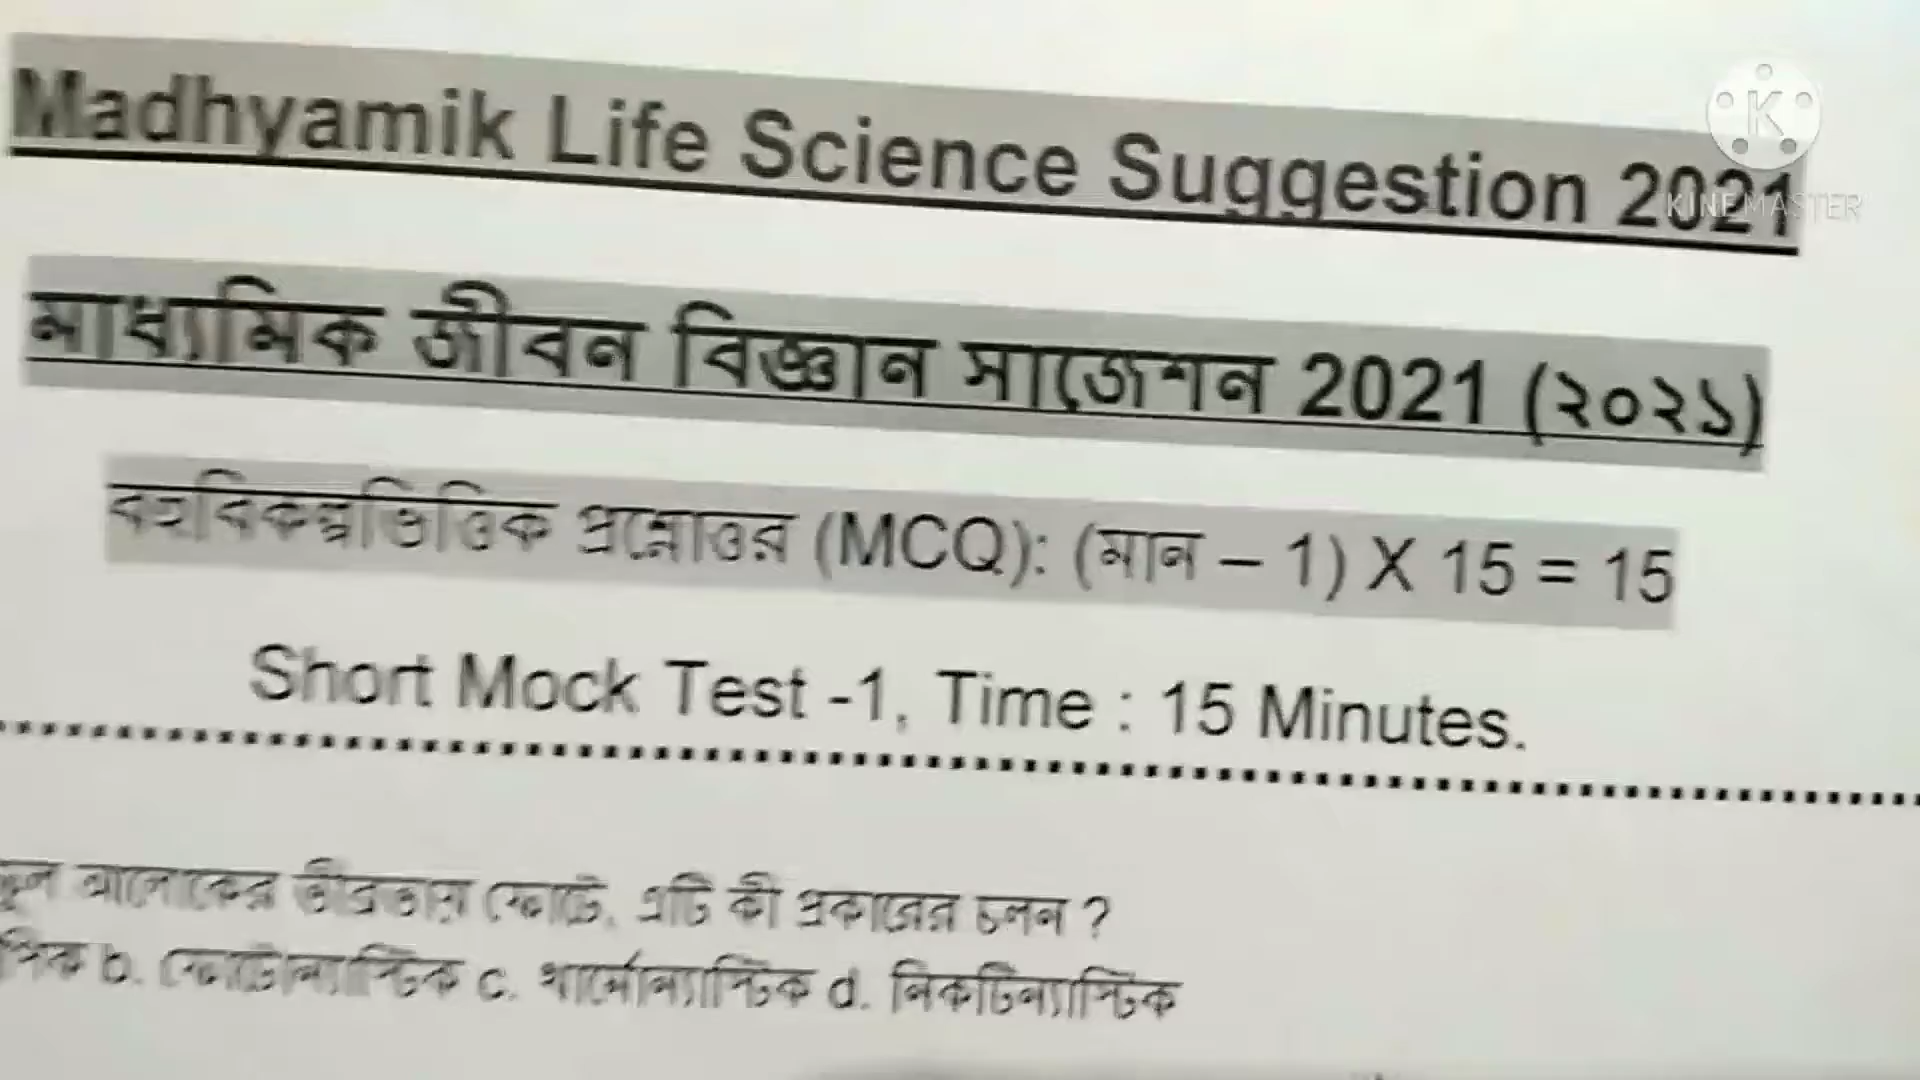 Madhyamik Life Science Suggestion 2021
K
KINEMASTER
মাধ্যমিক জীবন বিজ্ঞান সাজেশন 2021 (২০২১)
বহুবিকল্পভিত্তিক প্রশ্নোত্তর (MCQ): (মান – 1) X 15 = 15
Short Mock Test -1, Time : 15 Minutes.
আলোকের তীব্রতায় ফোটে, এটি কী প্রকারের চলন ?
b. ফোটোন্যাস্টিক c. থার্মোন্যাস্টিক d. নিকটিন্যাস্টিক